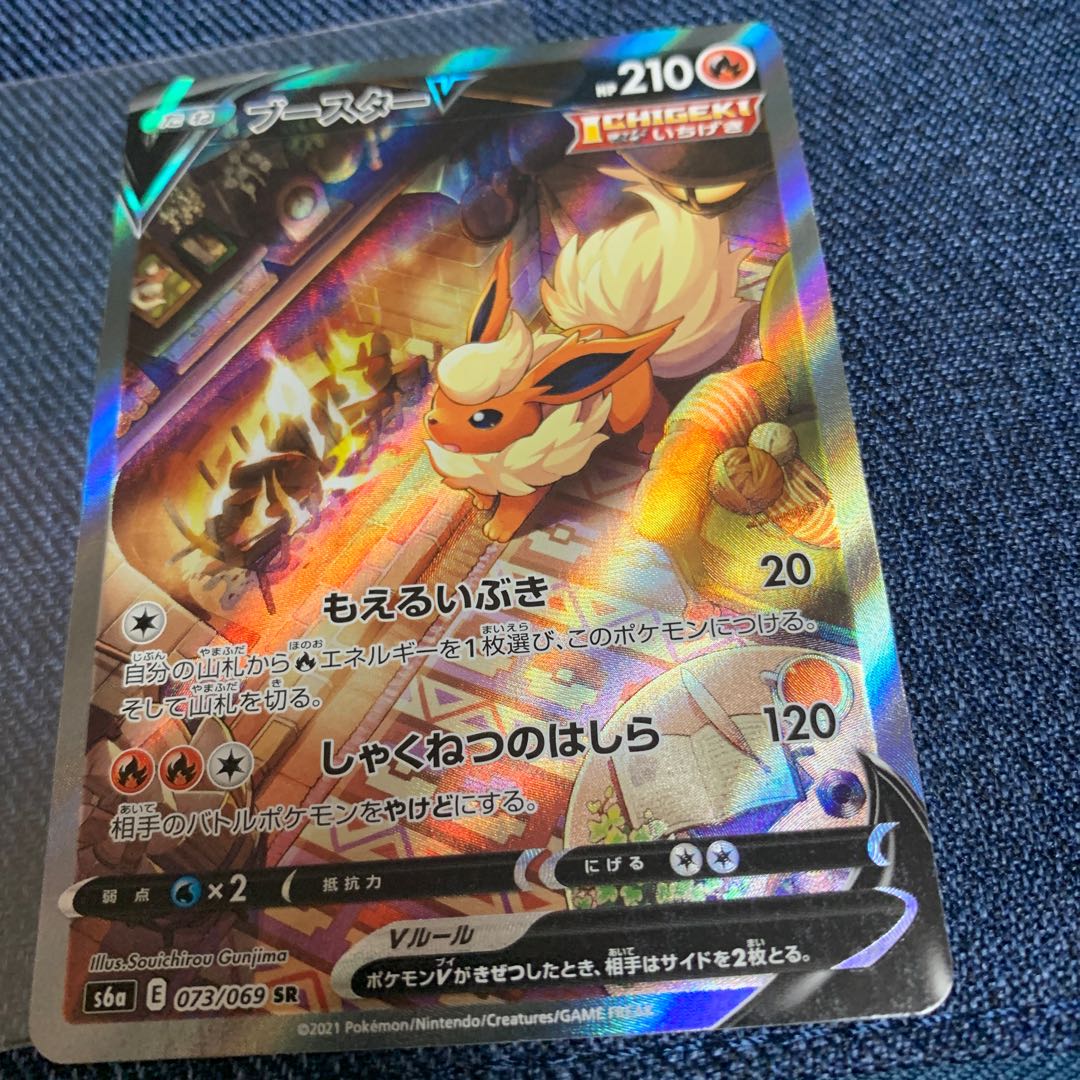 たね ブースターV HP 210
ICHIGEKI
いちげき
もえるいぶき 20
自分の山札から エネルギーを1枚選び、このポケモンにつける。
そして山札を切る。
しゃくねつのはしら 120
相手のバトルポケモンをやけどにする。
弱点 ×2 抵抗力 にげる
Vルール
ポケモンVがきぜつしたとき、相手はサイドを2枚とる。
Illus.Souichirou Gunjima
s6a E 073/069 SR
©2021 Pokémon/Nintendo/Creatures/GAME FREAK